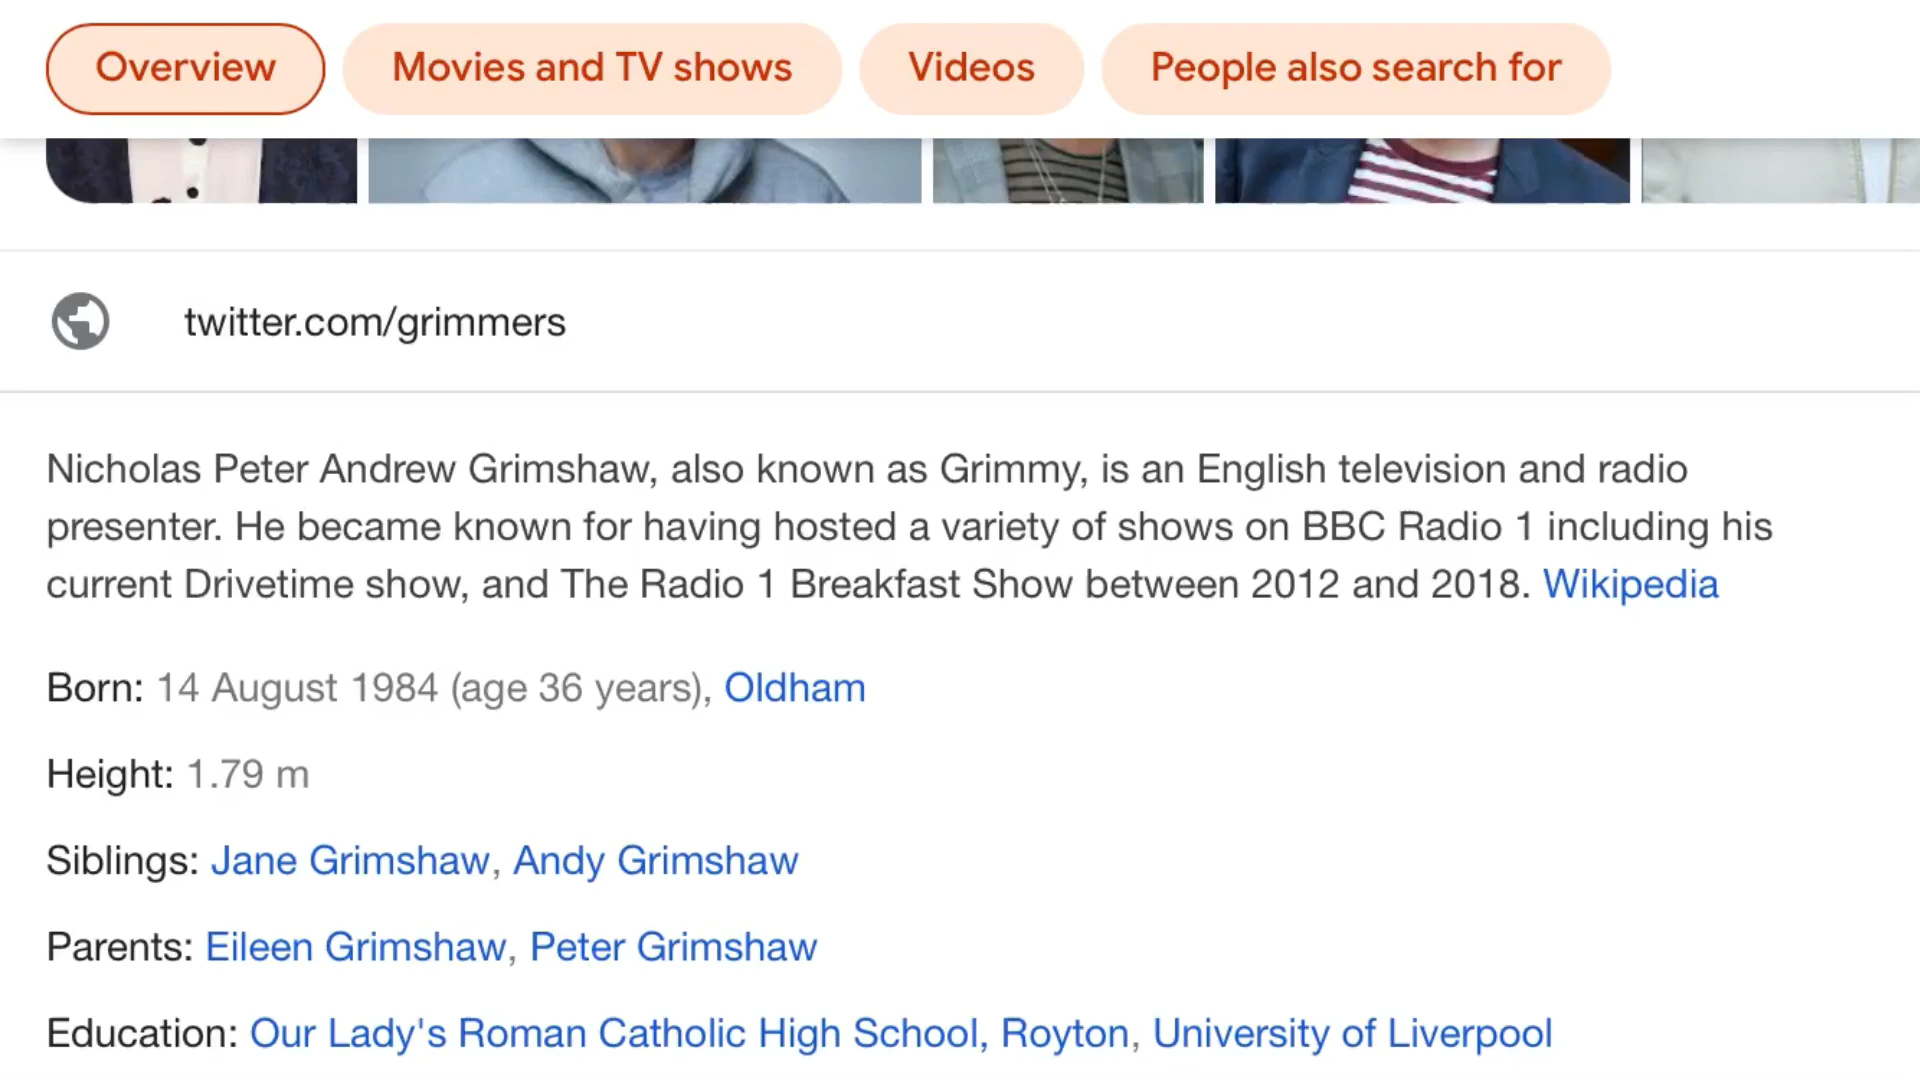 Overview Movies and TV shows Videos People also search for
twitter.com/grimmers
Nicholas Peter Andrew Grimshaw, also known as Grimmy, is an English television and radio
presenter. He became known for having hosted a variety of shows on BBC Radio 1 including his
current Drivetime show, and The Radio 1 Breakfast Show between 2012 and 2018. Wikipedia
Born: 14 August 1984 (age 36 years), Oldham
Height: 1.79 m
Siblings: Jane Grimshaw, Andy Grimshaw
Parents: Eileen Grimshaw, Peter Grimshaw
Education: Our Lady's Roman Catholic High School, Royton, University of Liverpool